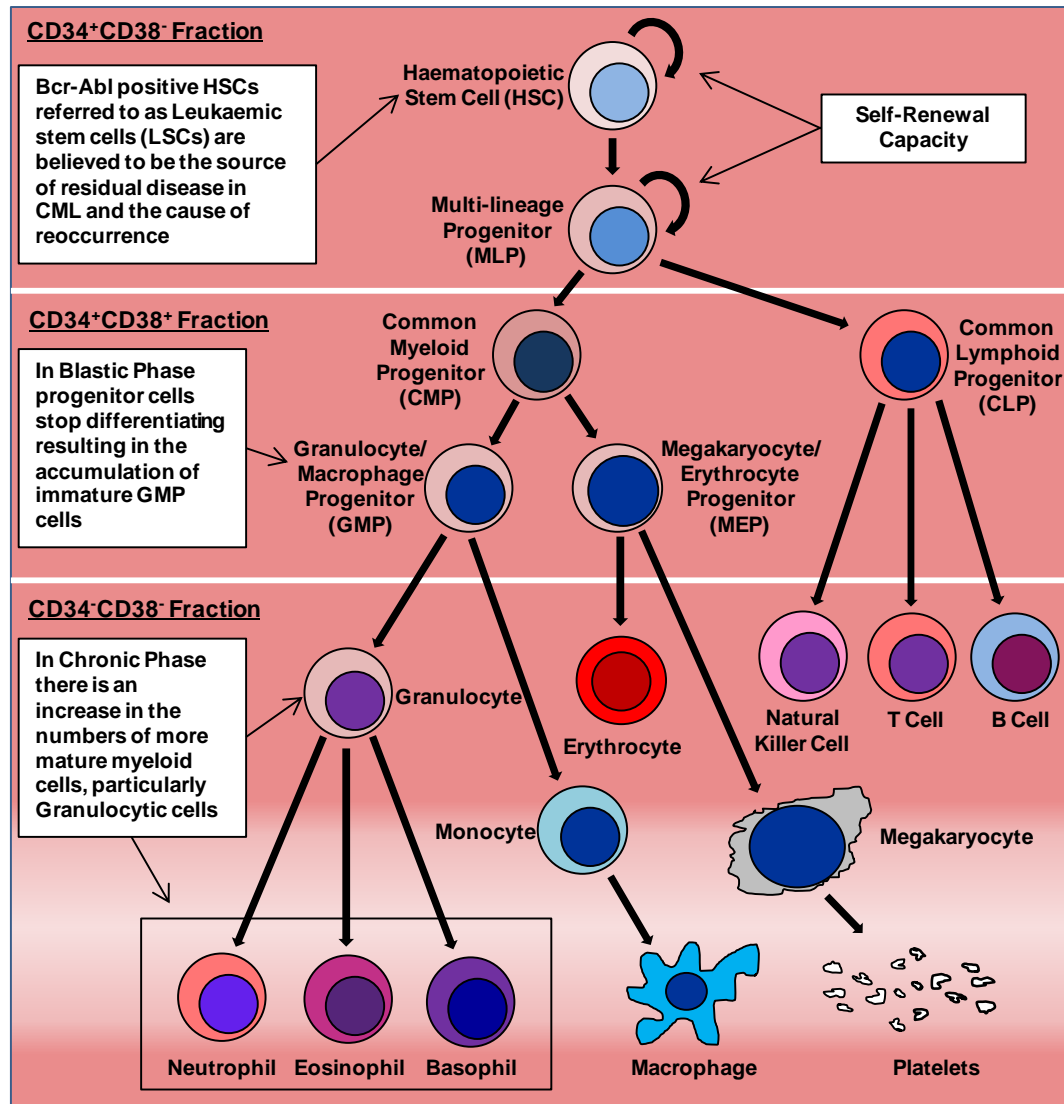 CD34⁺CD38⁻ Fraction
Bcr-Abl positive HSCs
referred to as Leukaemic
stem cells (LSCs) are
believed to be the source
of residual disease in
CML and the cause of
reoccurrence
Haematopoietic
Stem Cell (HSC)
Self-Renewal
Capacity
Multi-lineage
Progenitor
(MLP)
CD34⁺CD38⁺ Fraction
In Blastic Phase
progenitor cells
stop differentiating
resulting in the
accumulation of
immature GMP
cells
Common
Myeloid
Progenitor
(CMP)
Common
Lymphoid
Progenitor
(CLP)
Granulocyte/
Macrophage
Progenitor
(GMP)
Megakaryocyte/
Erythrocyte
Progenitor
(MEP)
CD34⁻CD38⁻ Fraction
In Chronic Phase
there is an
increase in the
numbers of more
mature myeloid
cells, particularly
Granulocytic cells
Granulocyte
Erythrocyte
Natural
Killer Cell
T Cell
B Cell
Monocyte
Megakaryocyte
Neutrophil
Eosinophil
Basophil
Macrophage
Platelets